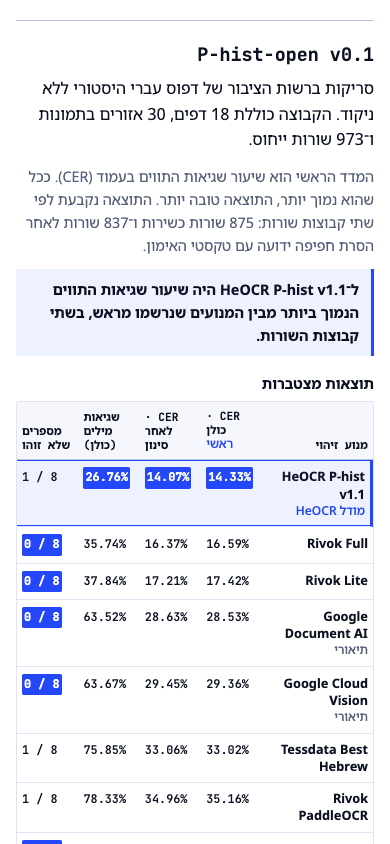 P-hist-open v0.1
סריקות ברשות הציבור של דפוס עברי היסטורי ללא
ניקוד. הקבוצה כוללת 18 דפים, 30 אזורים בתמונות
ו־973 שורות ייחוס.
המדד הראשי הוא שיעור שגיאות התווים בעמוד (CER). ככל
שהוא נמוך יותר, התוצאה טובה יותר. התוצאה נקבעת לפי
שתי קבוצות שורות: 875 שורות כשירות ו־837 שורות לאחר
הסרת חפיפה ידועה עם טקסטי האימון.
ל־HeOCR P-hist v1.1 היה שיעור שגיאות התווים
הנמוך ביותר מבין המנועים שנרשמו מראש, בשתי
קבוצות השורות.
תוצאות מצטברות
מנוע זיהוי | CER · כולן ראשי | CER · לאחר סינון | שגיאות מילים (כולן) | מספרים שלא זוהו
HeOCR P-hist v1.1 מודל HeOCR | 14.33% | 14.07% | 26.76% | 1 / 8
Rivok Full | 16.59% | 16.37% | 35.74% | 0 / 8
Rivok Lite | 17.42% | 17.21% | 37.84% | 0 / 8
Google Document AI תיאורי | 28.53% | 28.63% | 63.52% | 0 / 8
Google Cloud Vision תיאורי | 29.36% | 29.45% | 63.67% | 0 / 8
Tessdata Best Hebrew | 33.02% | 33.06% | 75.85% | 1 / 8
Rivok PaddleOCR | 35.16% | 34.96% | 78.33% | 1 / 8